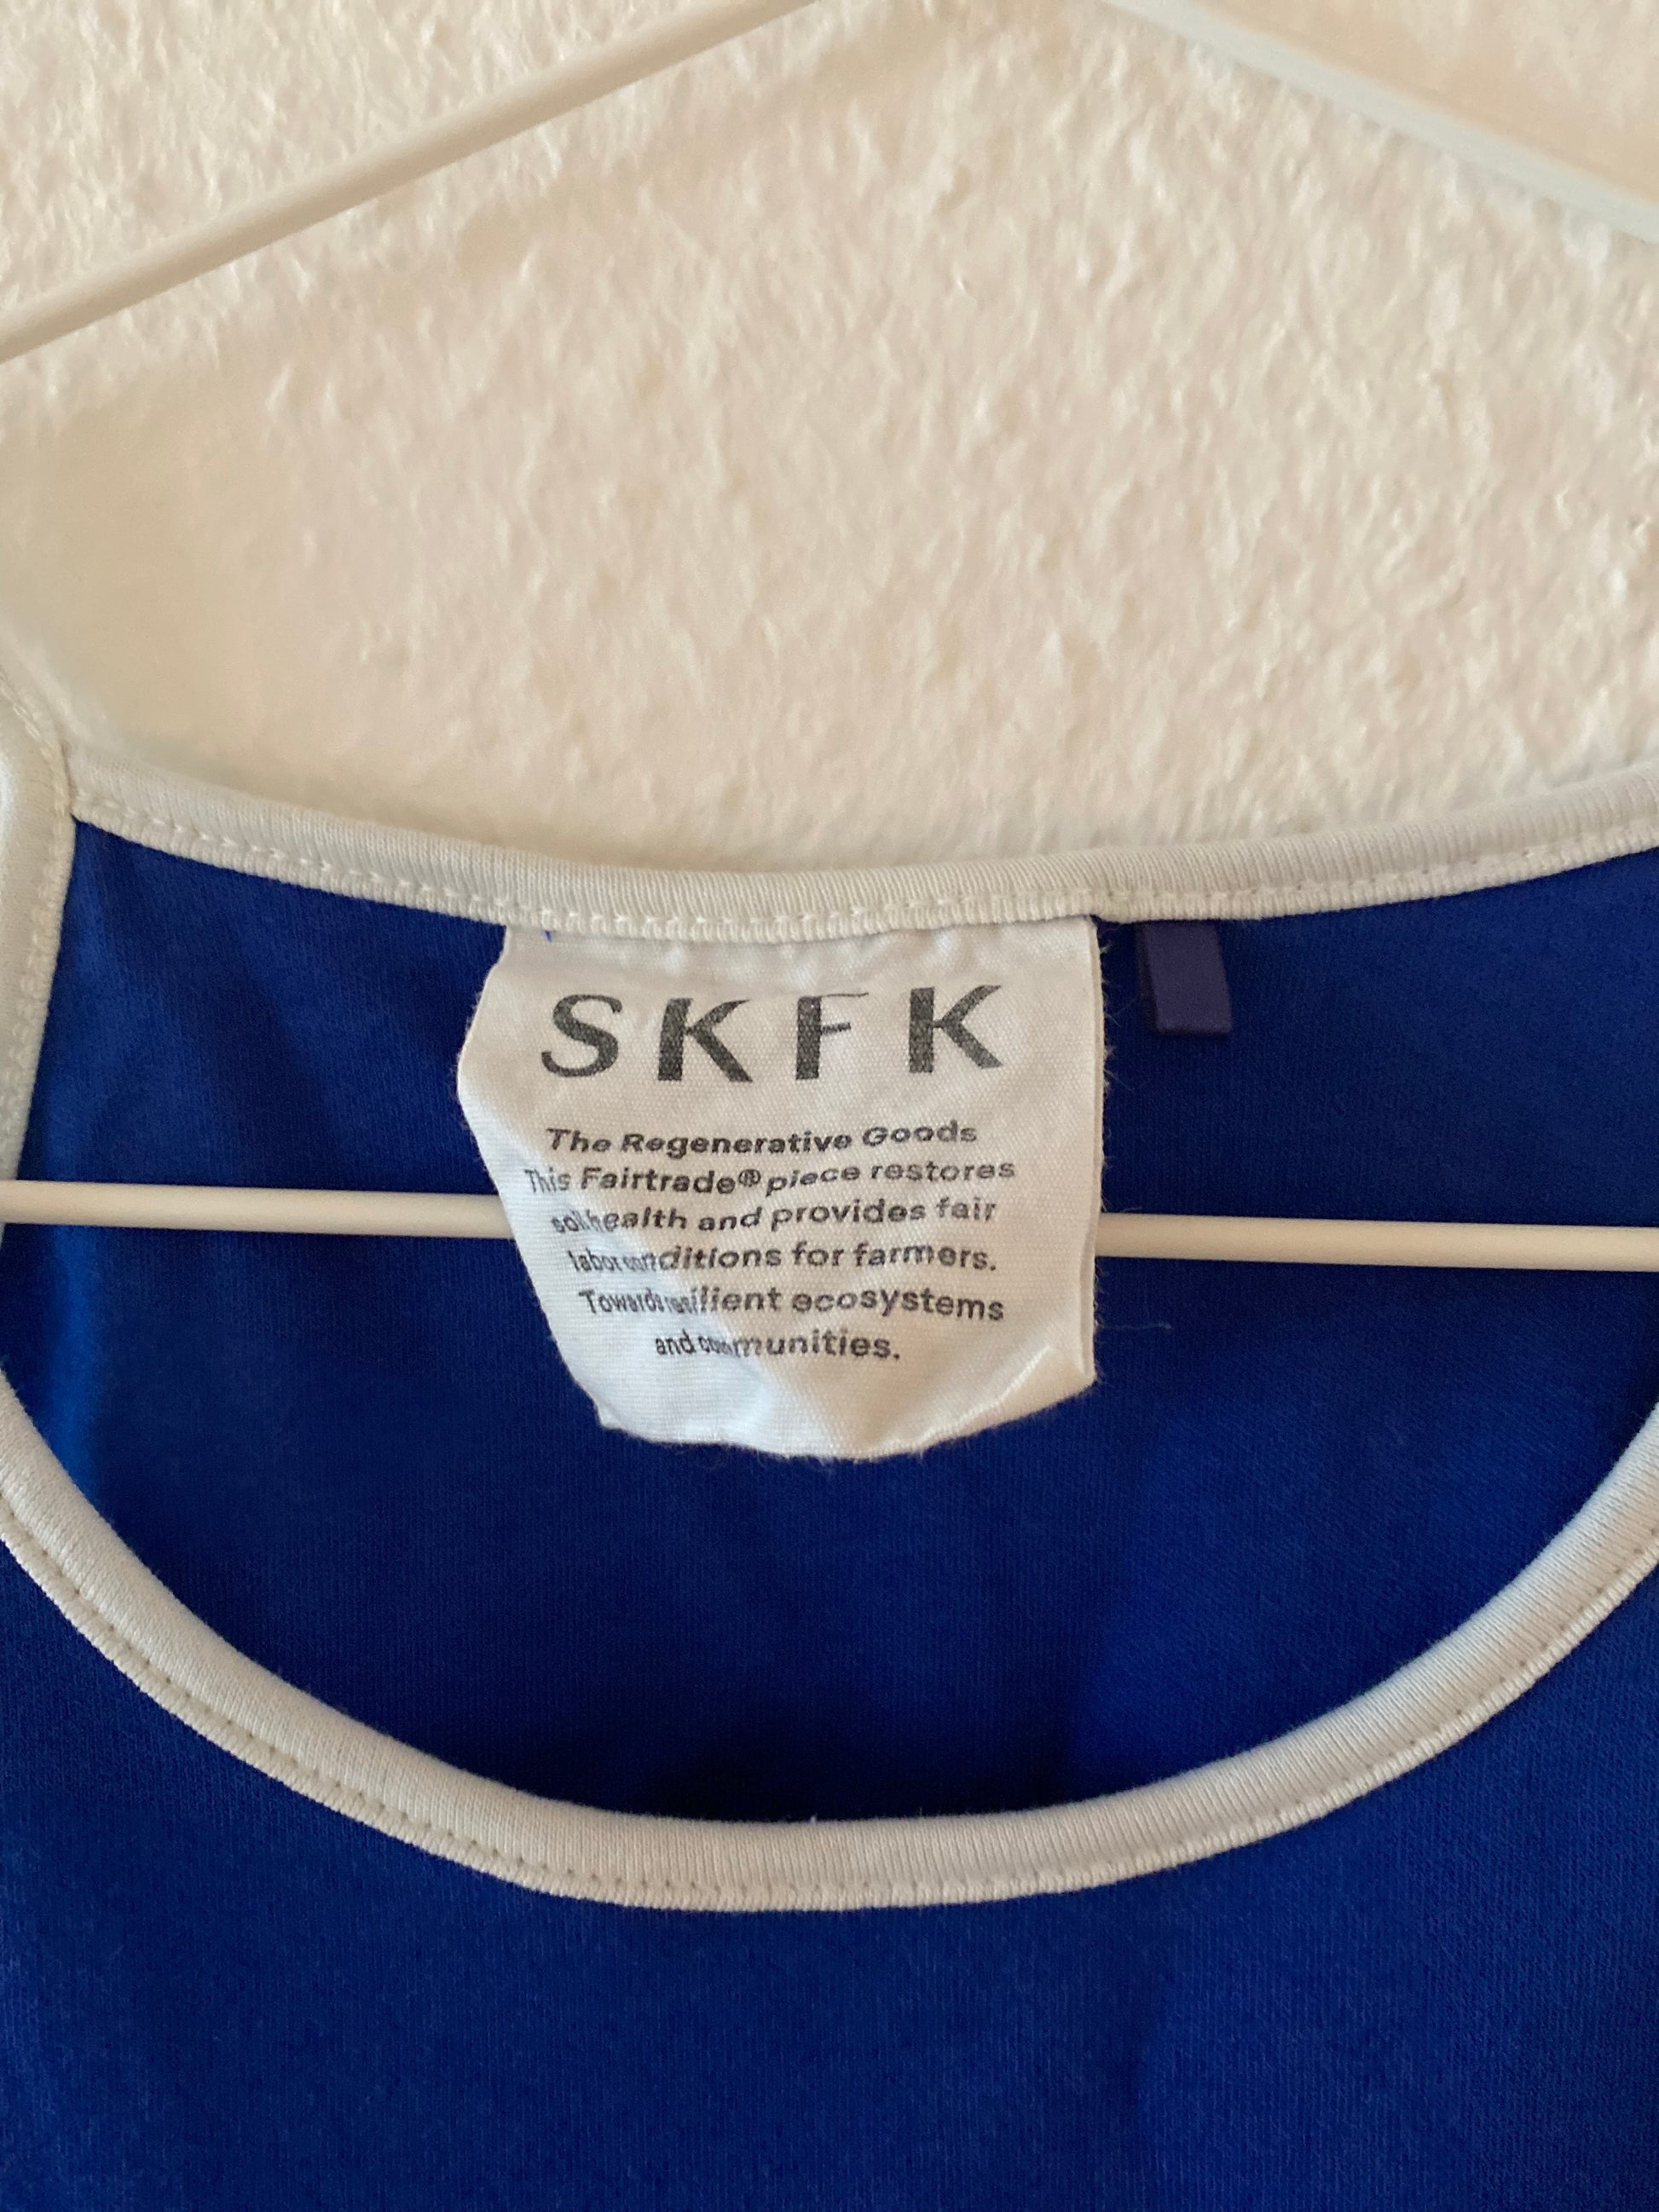 SKFK
The Regenerative Goods
This Fairtrade® piece restores
soil health and provides fair
labor conditions for farmers.
Towards resilient ecosystems
and communities.